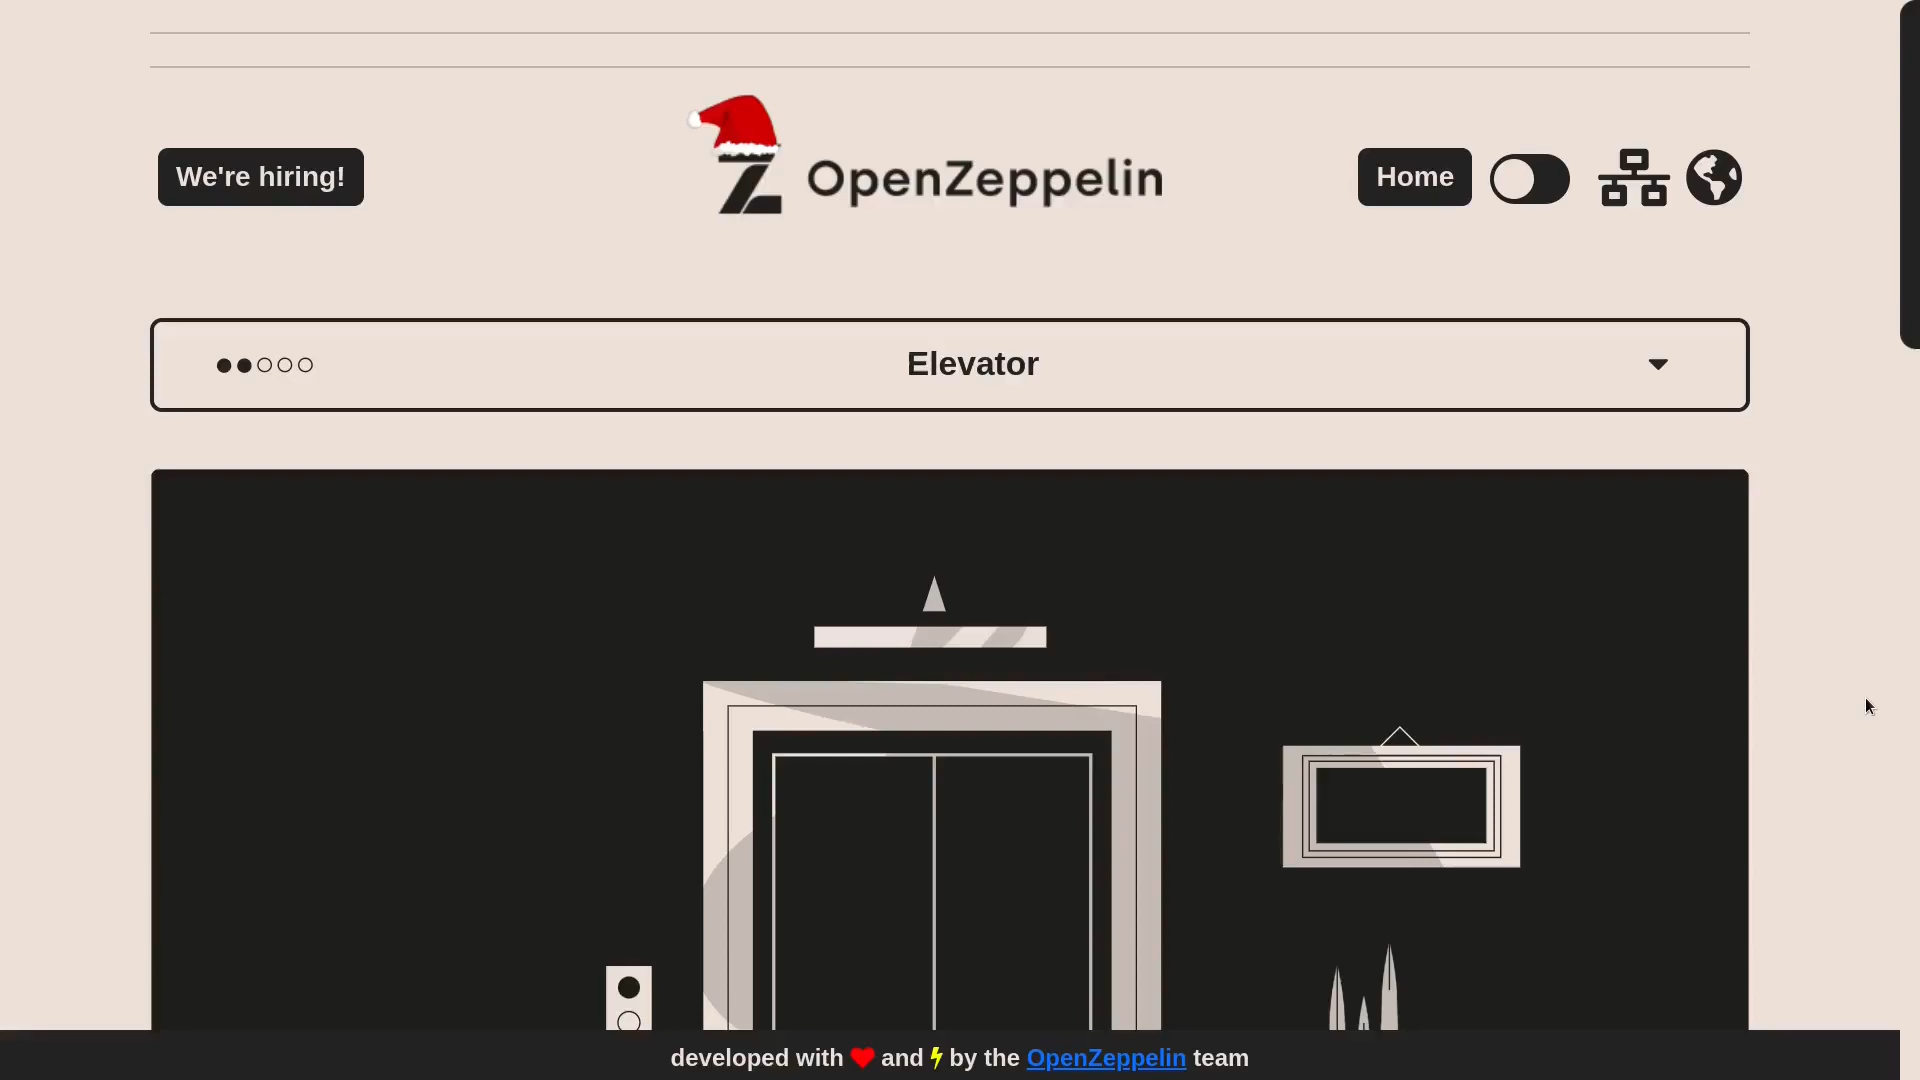 We're hiring!
OpenZeppelin
Home
Elevator
developed with ❤️ and ⚡ by the OpenZeppelin team